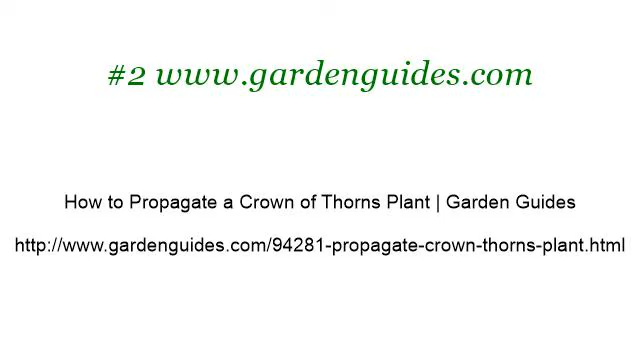 #2 www.gardenguides.com
How to Propagate a Crown of Thorns Plant | Garden Guides
http://www.gardenguides.com/94281-propagate-crown-thorns-plant.html